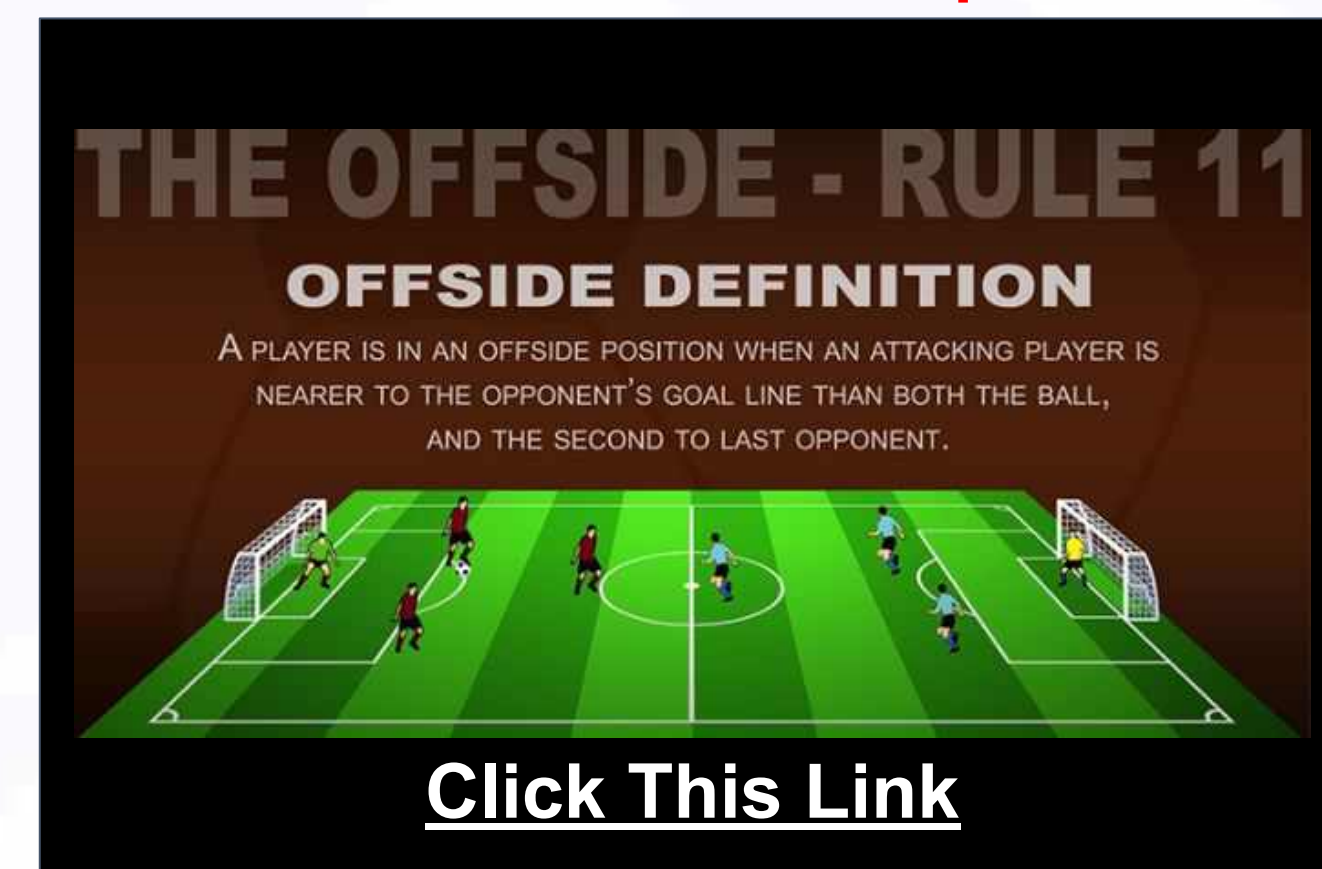 THE OFFSIDE - RULE 11
OFFSIDE DEFINITION
A PLAYER IS IN AN OFFSIDE POSITION WHEN AN ATTACKING PLAYER IS
NEARER TO THE OPPONENT'S GOAL LINE THAN BOTH THE BALL,
AND THE SECOND TO LAST OPPONENT.
Click This Link